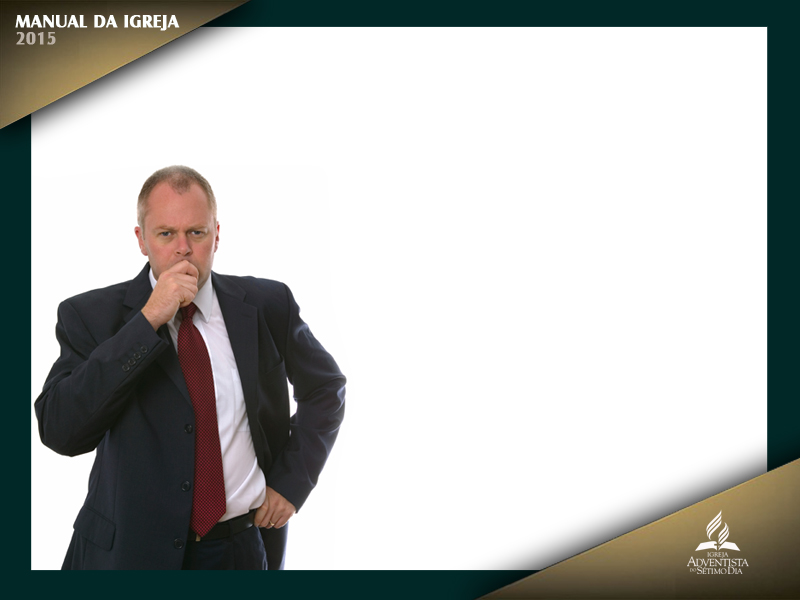 MANUAL DA IGREJA
2015
IGREJA
ADVENTISTA
DO SÉTIMO DIA